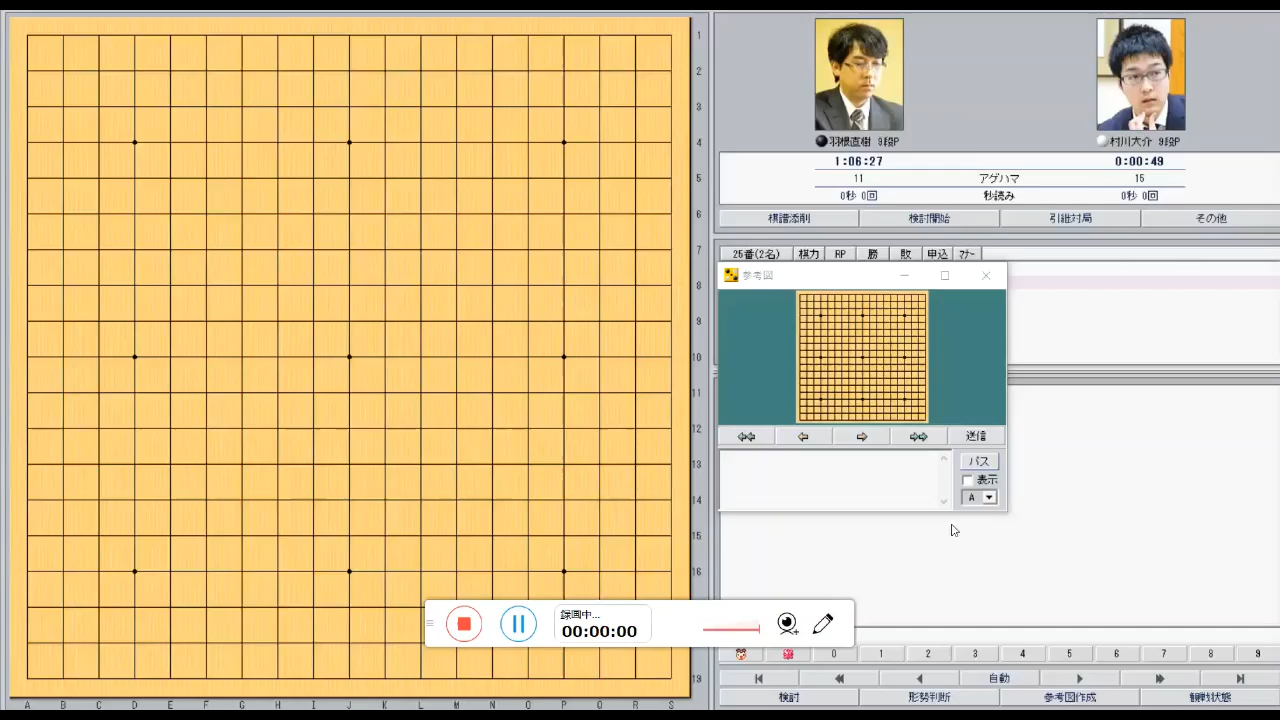 羽根直樹 9段P
村川大介 9段P
1:06:27 0:00:49
11 アゲハマ 15
0秒 0回 秒読み 0秒 0回
棋譜添削 検討開始 引継対局 その他
25番(2名) 棋力 RP 勝 敗 申込 マナー
参考図
送信
パス
表示
A
録画中...
00:00:00
0 1 2 3 4 5 6 7 8 9
自動
検討 形勢判断 参考図作成 観戦状態
1
2
3
4
5
6
7
8
9
10
11
12
13
14
15
16
19
A B C D E F G H I J K L M N O P Q R S